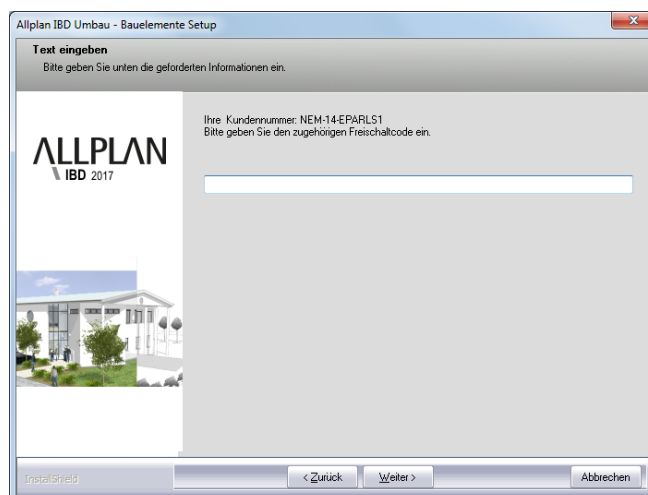 Allplan IBD Umbau - Bauelemente Setup
Text eingeben
Bitte geben Sie unten die geforderten Informationen ein.
Ihre Kundennummer: NEM-14-EPARLS1
Bitte geben Sie den zugehörigen Freischaltcode ein.
ALLPLAN
IBD 2017
InstallShield
< Zurück
Weiter >
Abbrechen